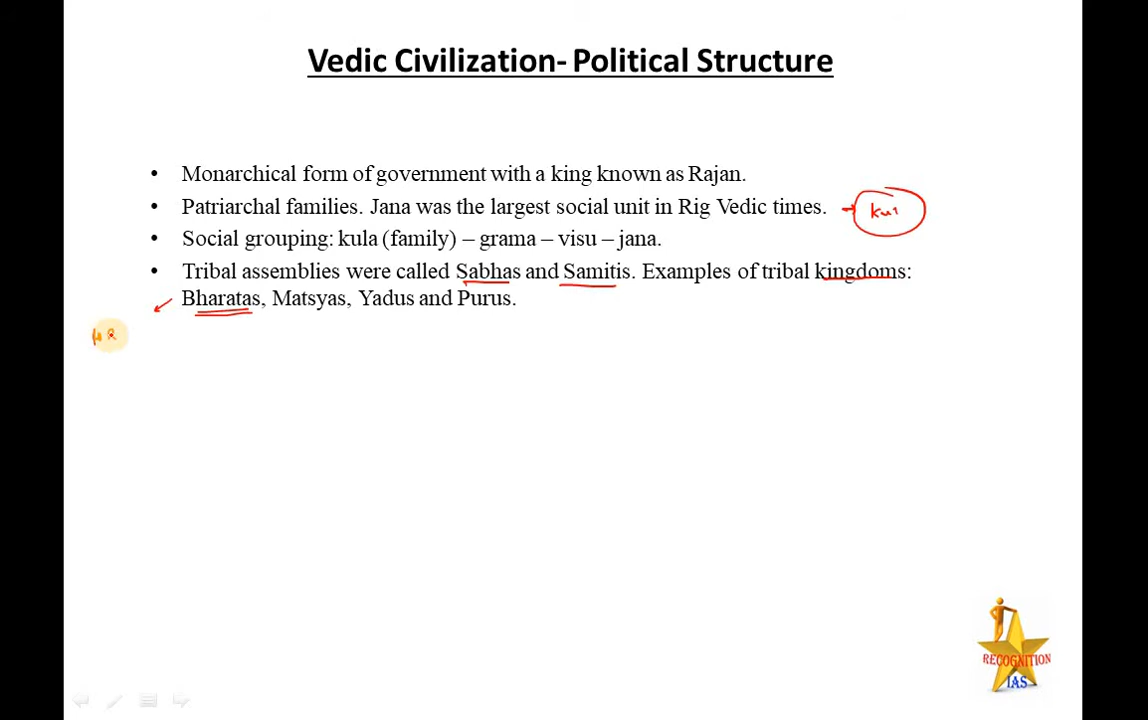 Vedic Civilization- Political Structure
• Monarchical form of government with a king known as Rajan.
• Patriarchal families. Jana was the largest social unit in Rig Vedic times.
• Social grouping: kula (family) – grama – visu – jana.
• Tribal assemblies were called Sabhas and Samitis. Examples of tribal kingdoms:
Bharatas, Matsyas, Yadus and Purus.
RECOGNITION
IAS